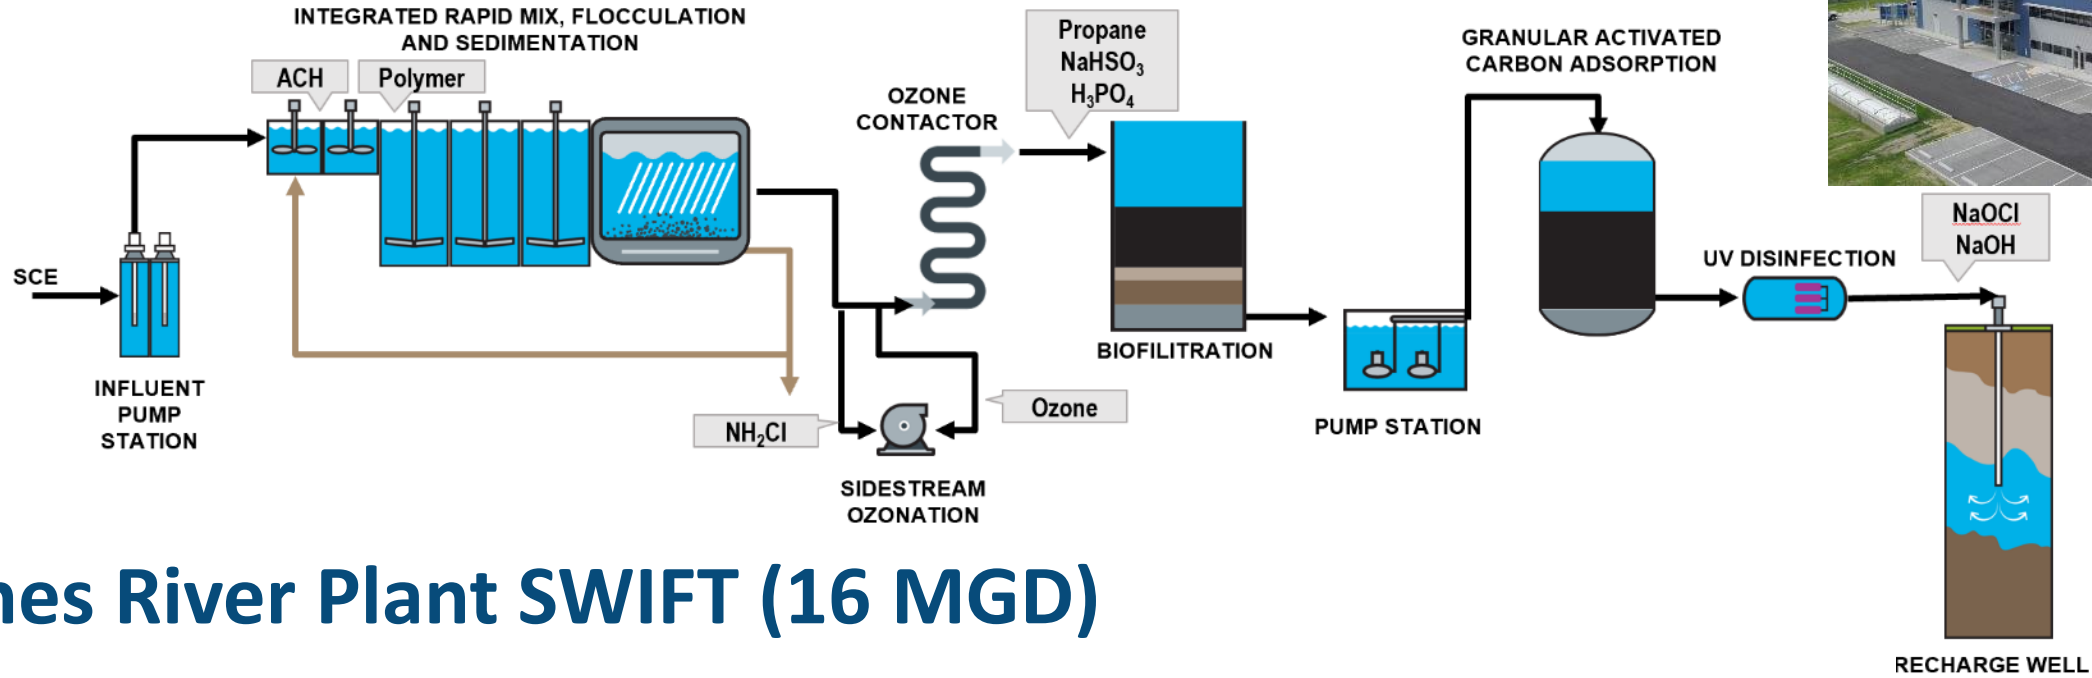 INTEGRATED RAPID MIX, FLOCCULATION
AND SEDIMENTATION
ACH
Polymer
SCE
INFLUENT
PUMP
STATION
OZONE
CONTACTOR
Propane
NaHSO₃
H₃PO₄
NH₂Cl
Ozone
SIDESTREAM
OZONATION
BIOFILITRATION
PUMP STATION
GRANULAR ACTIVATED
CARBON ADSORPTION
UV DISINFECTION
NaOCl
NaOH
RECHARGE WELL
nes River Plant SWIFT (16 MGD)